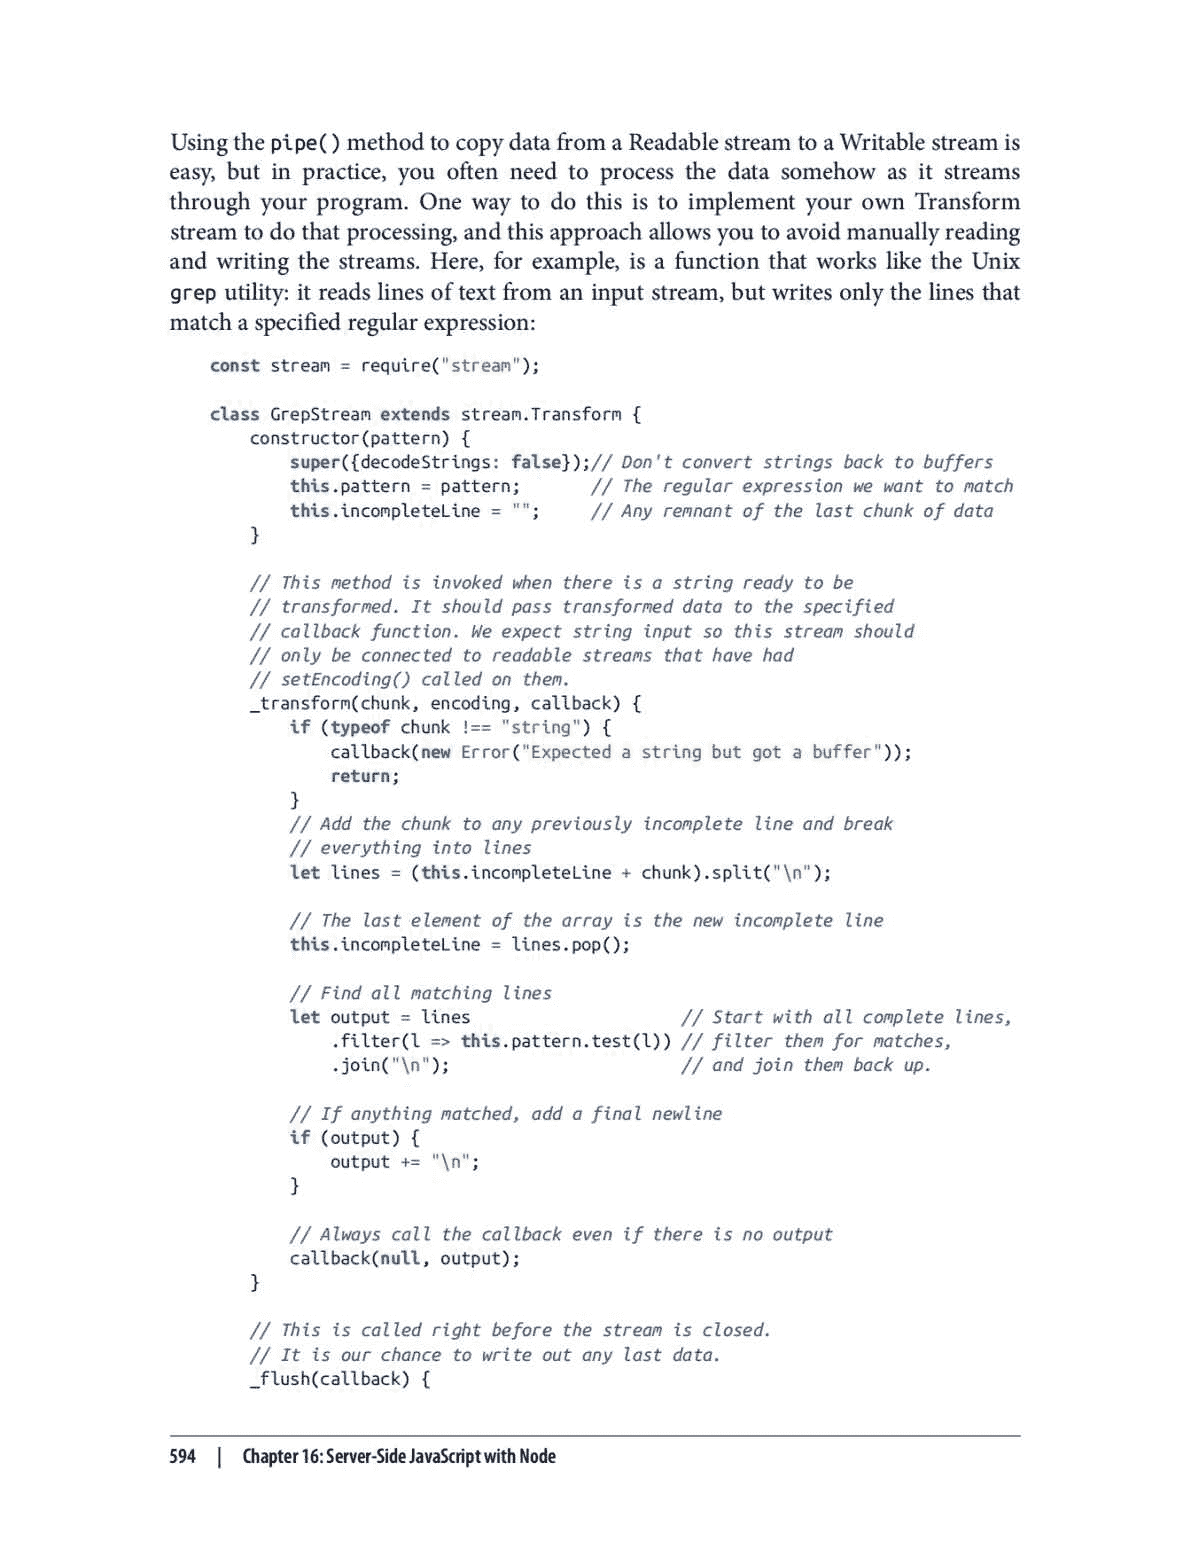 Using the pipe() method to copy data from a Readable stream to a Writable stream is
easy, but in practice, you often need to process the data somehow as it streams
through your program. One way to do this is to implement your own Transform
stream to do that processing, and this approach allows you to avoid manually reading
and writing the streams. Here, for example, is a function that works like the Unix
grep utility: it reads lines of text from an input stream, but writes only the lines that
match a specified regular expression:
const stream = require("stream");
class GrepStream extends stream.Transform {
    constructor(pattern) {
        super({decodeStrings: false});// Don't convert strings back to buffers
        this.pattern = pattern;       // The regular expression we want to match
        this.incompleteLine = "";     // Any remnant of the last chunk of data
    }
    // This method is invoked when there is a string ready to be
    // transformed. It should pass transformed data to the specified
    // callback function. We expect string input so this stream should
    // only be connected to readable streams that have had
    // setEncoding() called on them.
    _transform(chunk, encoding, callback) {
        if (typeof chunk !== "string") {
            callback(new Error("Expected a string but got a buffer"));
            return;
        }
        // Add the chunk to any previously incomplete line and break
        // everything into lines
        let lines = (this.incompleteLine + chunk).split("\n");
        // The last element of the array is the new incomplete line
        this.incompleteLine = lines.pop();
        // Find all matching lines
        let output = lines                     // Start with all complete lines,
            .filter(l => this.pattern.test(l)) // filter them for matches,
            .join("\n");                       // and join them back up.
        // If anything matched, add a final newline
        if (output) {
            output += "\n";
        }
        // Always call the callback even if there is no output
        callback(null, output);
    }
    // This is called right before the stream is closed.
    // It is our chance to write out any last data.
    _flush(callback) {
594 | Chapter 16: Server-Side JavaScript with Node